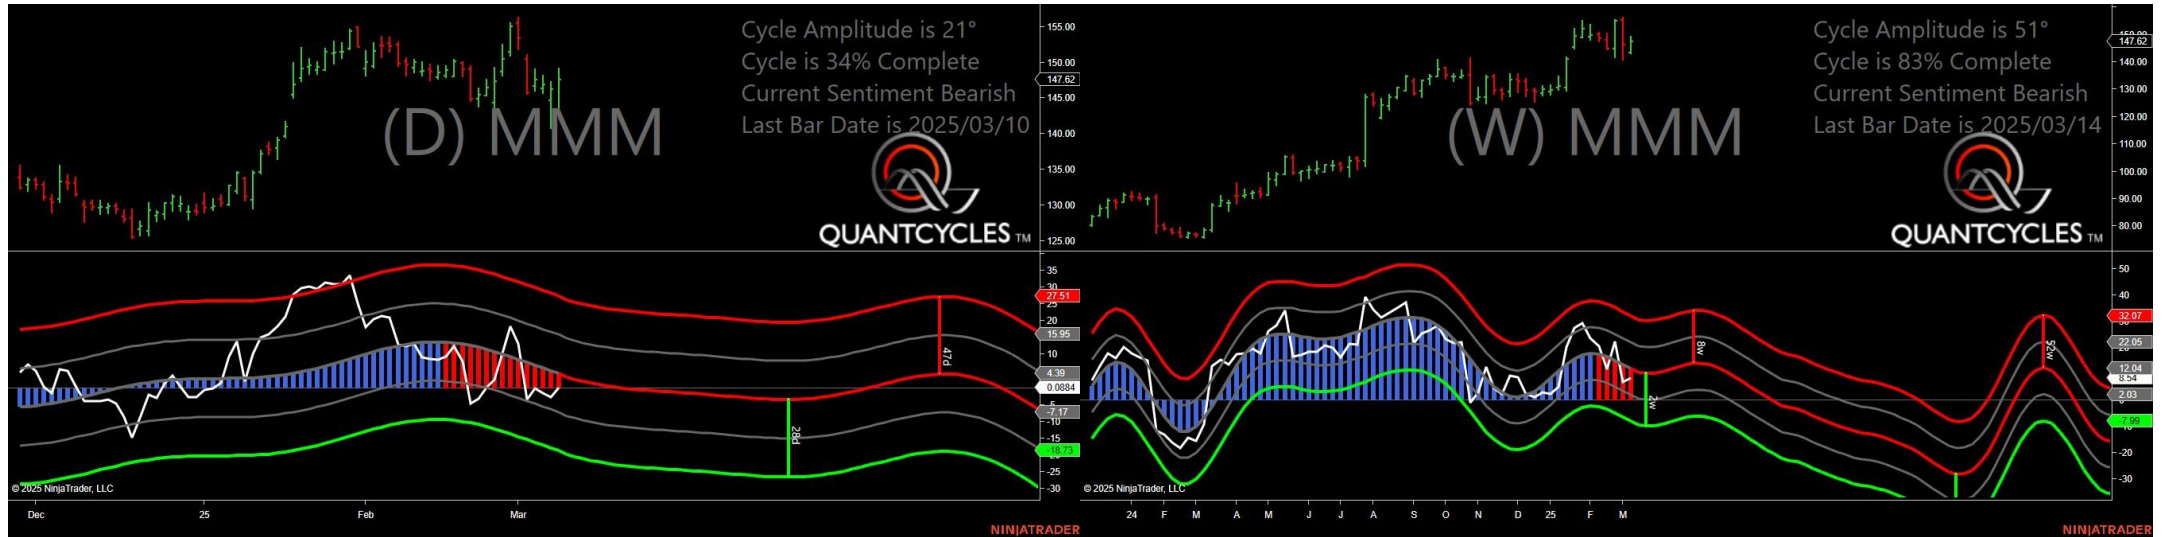 Cycle Amplitude is 21°
Cycle is 34% Complete
Current Sentiment Bearish
Last Bar Date is 2025/03/10
(D) MMM
QUANTCYCLES TM
155.00
150.00
147.62
145.00
140.00
135.00
130.00
125.00
35
27.51
25
20
15.95
10
4.39
0.0884
-5
-7.17
-10
-15
-18.73
-25
-30
47d
28d
© 2025 NinjaTrader, LLC
Dec 25 Feb Mar
NINJATRADER
Cycle Amplitude is 51°
Cycle is 83% Complete
Current Sentiment Bearish
Last Bar Date is 2025/03/14
(W) MMM
QUANTCYCLES TM
150.00
147.62
140.00
130.00
120.00
110.00
100.00
90.00
80.00
50
40
32.07
22.05
12.04
8.54
2.03
-7.99
-10
-20
-30
8w
2w
52w
© 2025 NinjaTrader, LLC
24 F M A M J J A S O N D 25 F M
NINJATRADER